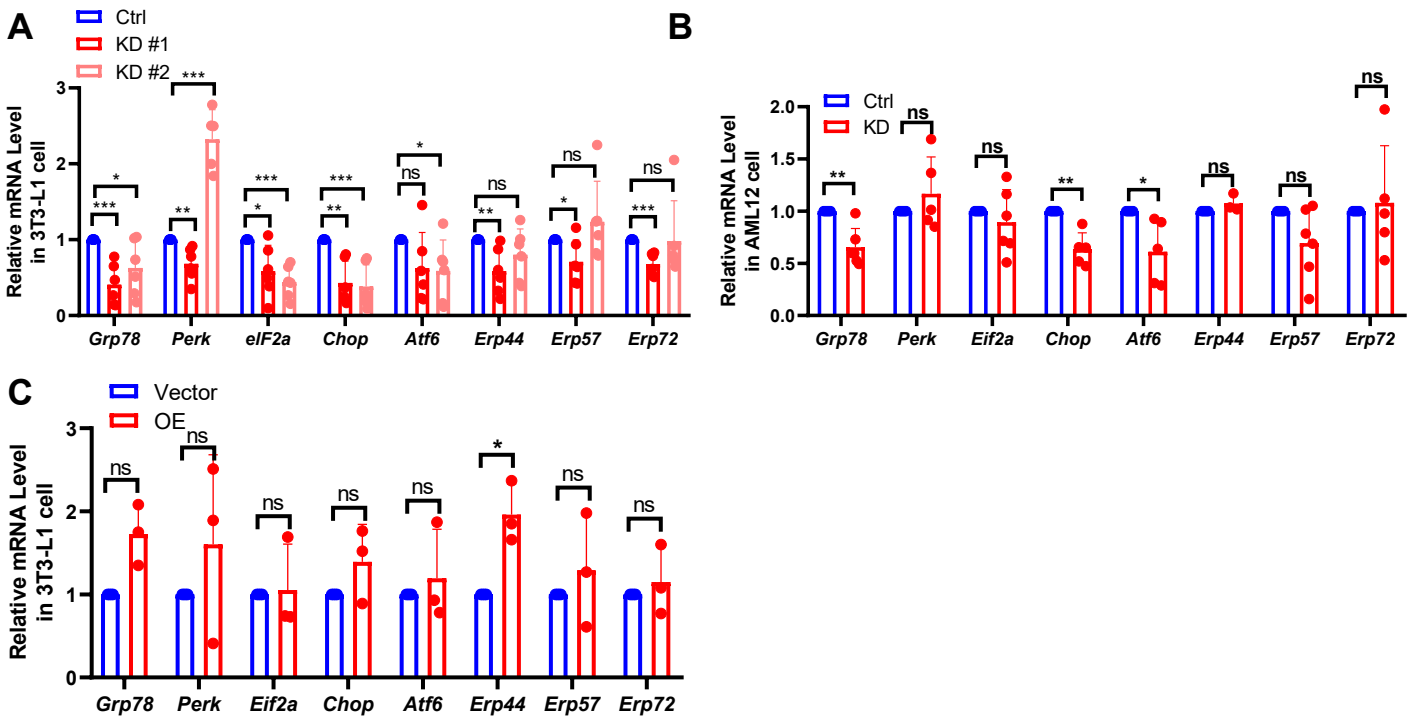 A
Ctrl
KD #1
KD #2
Relative mRNA Level
in 3T3-L1 cell
3
2
1
0
*
***
***
**
***
*
***
**
*
ns
ns
**
ns
*
ns
***
Grp78 Perk eIF2a Chop Atf6 Erp44 Erp57 Erp72
B
Ctrl
KD
Relative mRNA Level
in AML12 cell
2.0
1.5
1.0
0.5
0.0
**
ns
ns
**
*
ns
ns
ns
Grp78 Perk Eif2a Chop Atf6 Erp44 Erp57 Erp72
C
Vector
OE
Relative mRNA Level
in 3T3-L1 cell
3
2
1
0
ns
ns
ns
ns
ns
*
ns
ns
Grp78 Perk Eif2a Chop Atf6 Erp44 Erp57 Erp72